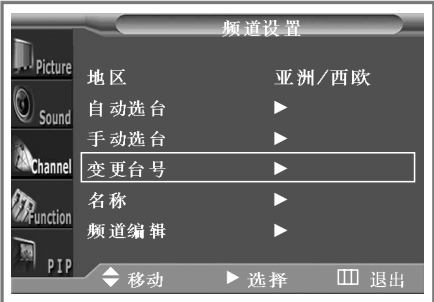 频道设置
Picture
地区 亚洲/西欧
自动选台 ▶
Sound
手动选台 ▶
Channel
变更台号 ▶
名称 ▶
Function
频道编辑 ▶
PIP
移动 ▶ 选择 退出